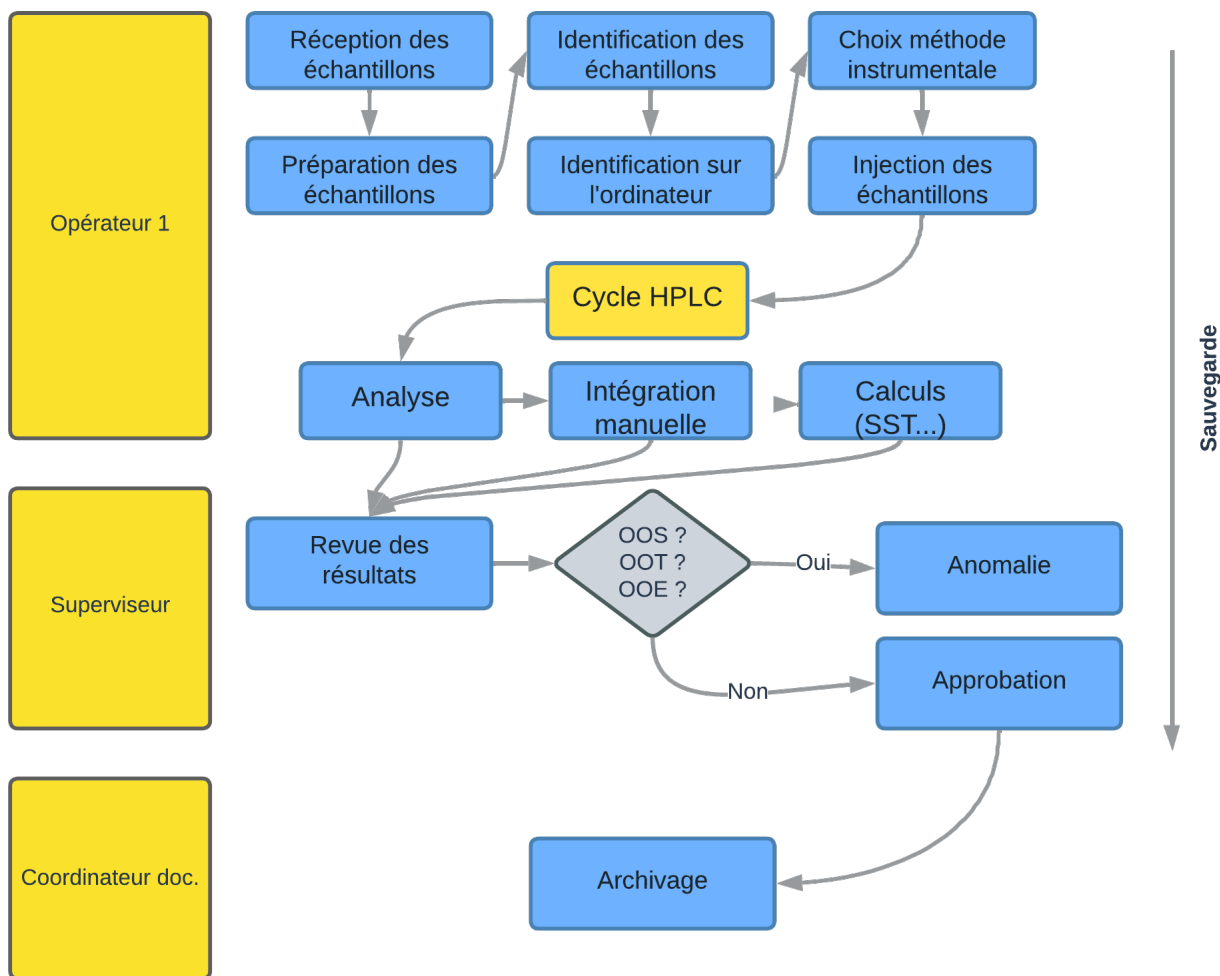 Opérateur 1
Réception des
échantillons
Identification des
échantillons
Choix méthode
instrumentale
Préparation des
échantillons
Identification sur
l'ordinateur
Injection des
échantillons
Cycle HPLC
Analyse
Intégration
manuelle
Calculs
(SST...)
Sauvegarde
Superviseur
Revue des
résultats
OOS ?
OOT ?
OOE ?
Oui
Anomalie
Non
Approbation
Coordinateur doc.
Archivage